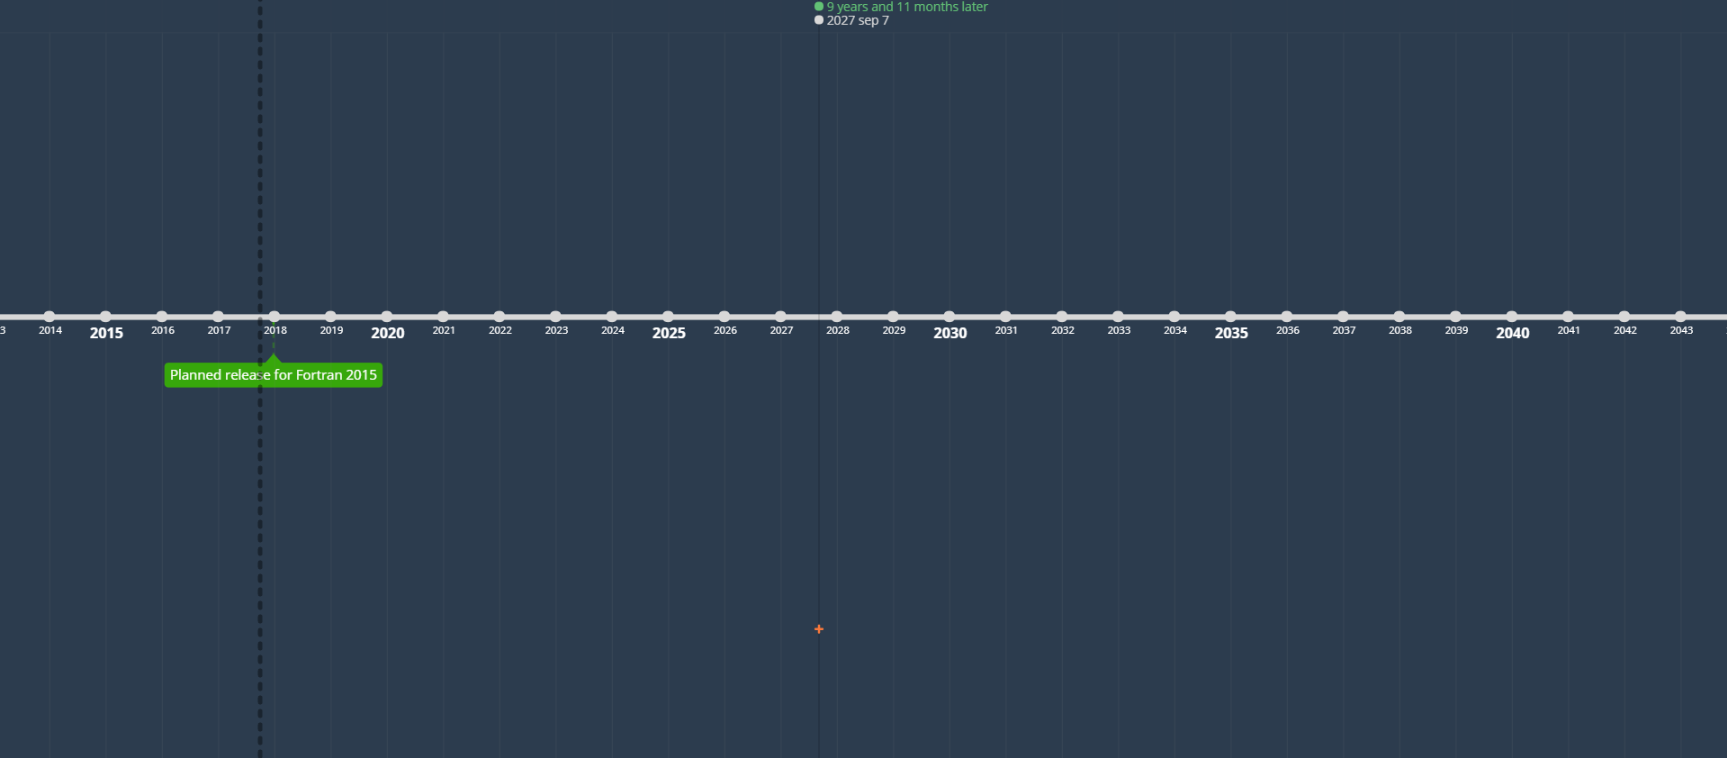 9 years and 11 months later
2027 sep 7
3 2014 2015 2016 2017 2018 2019 2020 2021 2022 2023 2024 2025 2026 2027 2028 2029 2030 2031 2032 2033 2034 2035 2036 2037 2038 2039 2040 2041 2042 2043
Planned release for Fortran 2015